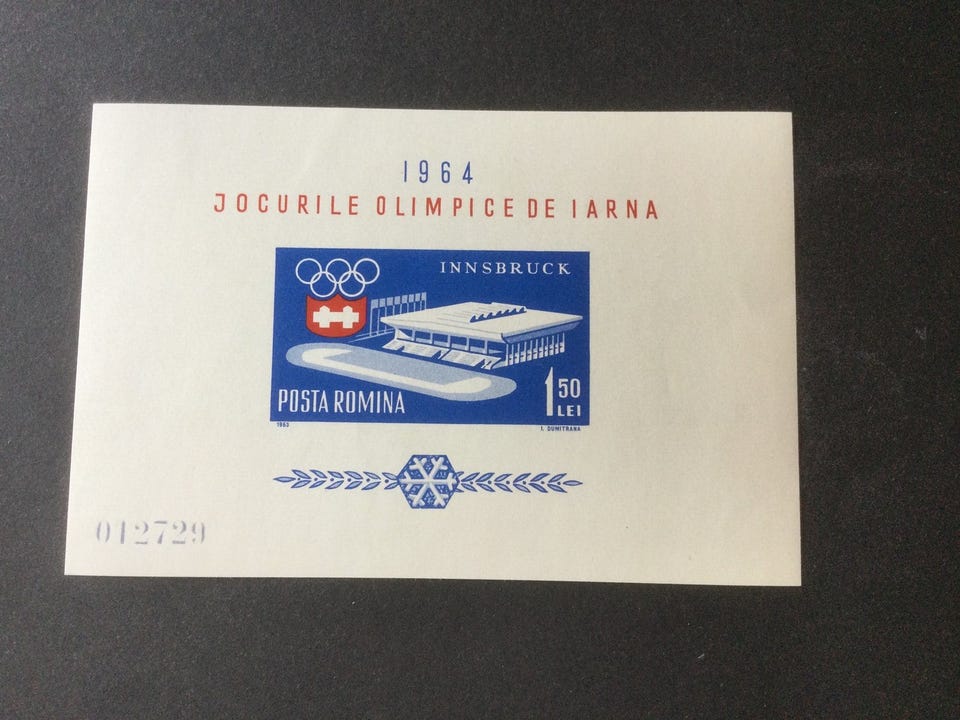 1964
JOCURILE OLIMPICE DE IARNA
INNSBRUCK
POSTA ROMINA
1 50
LEI
1963
I. DUMITRANA
012729